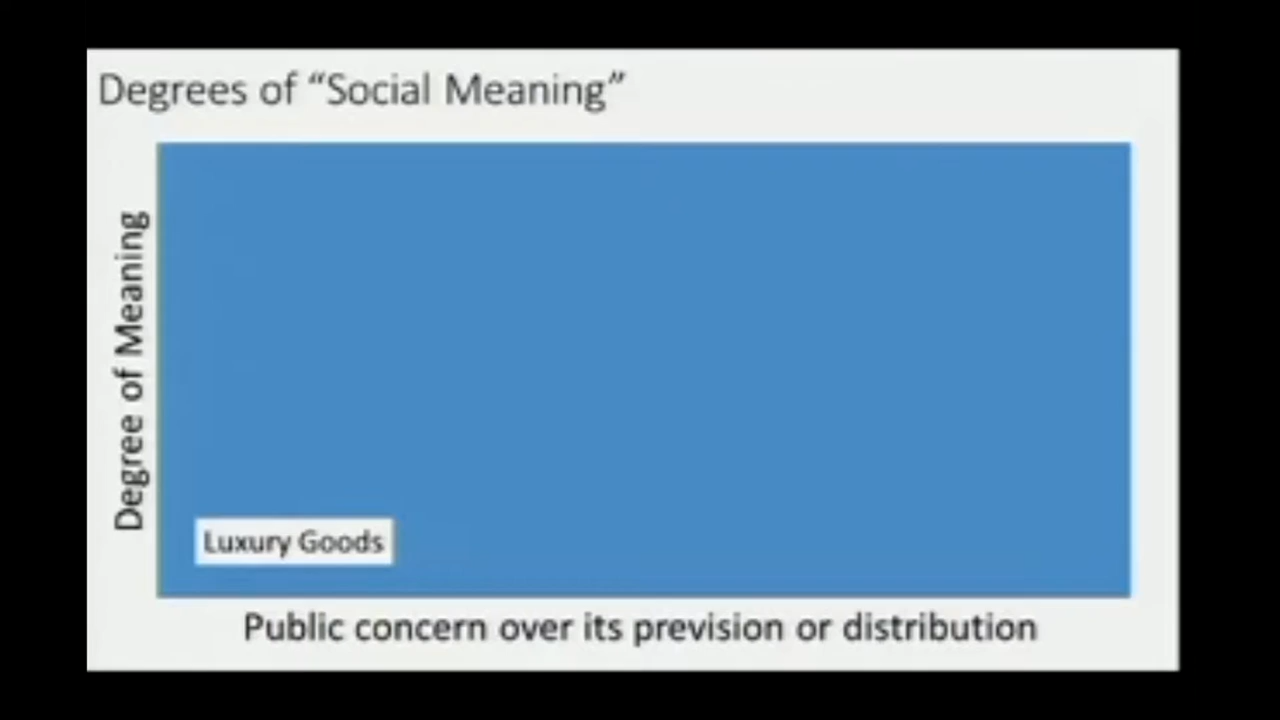 Degrees of “Social Meaning”
Degree of Meaning
Luxury Goods
Public concern over its prevision or distribution